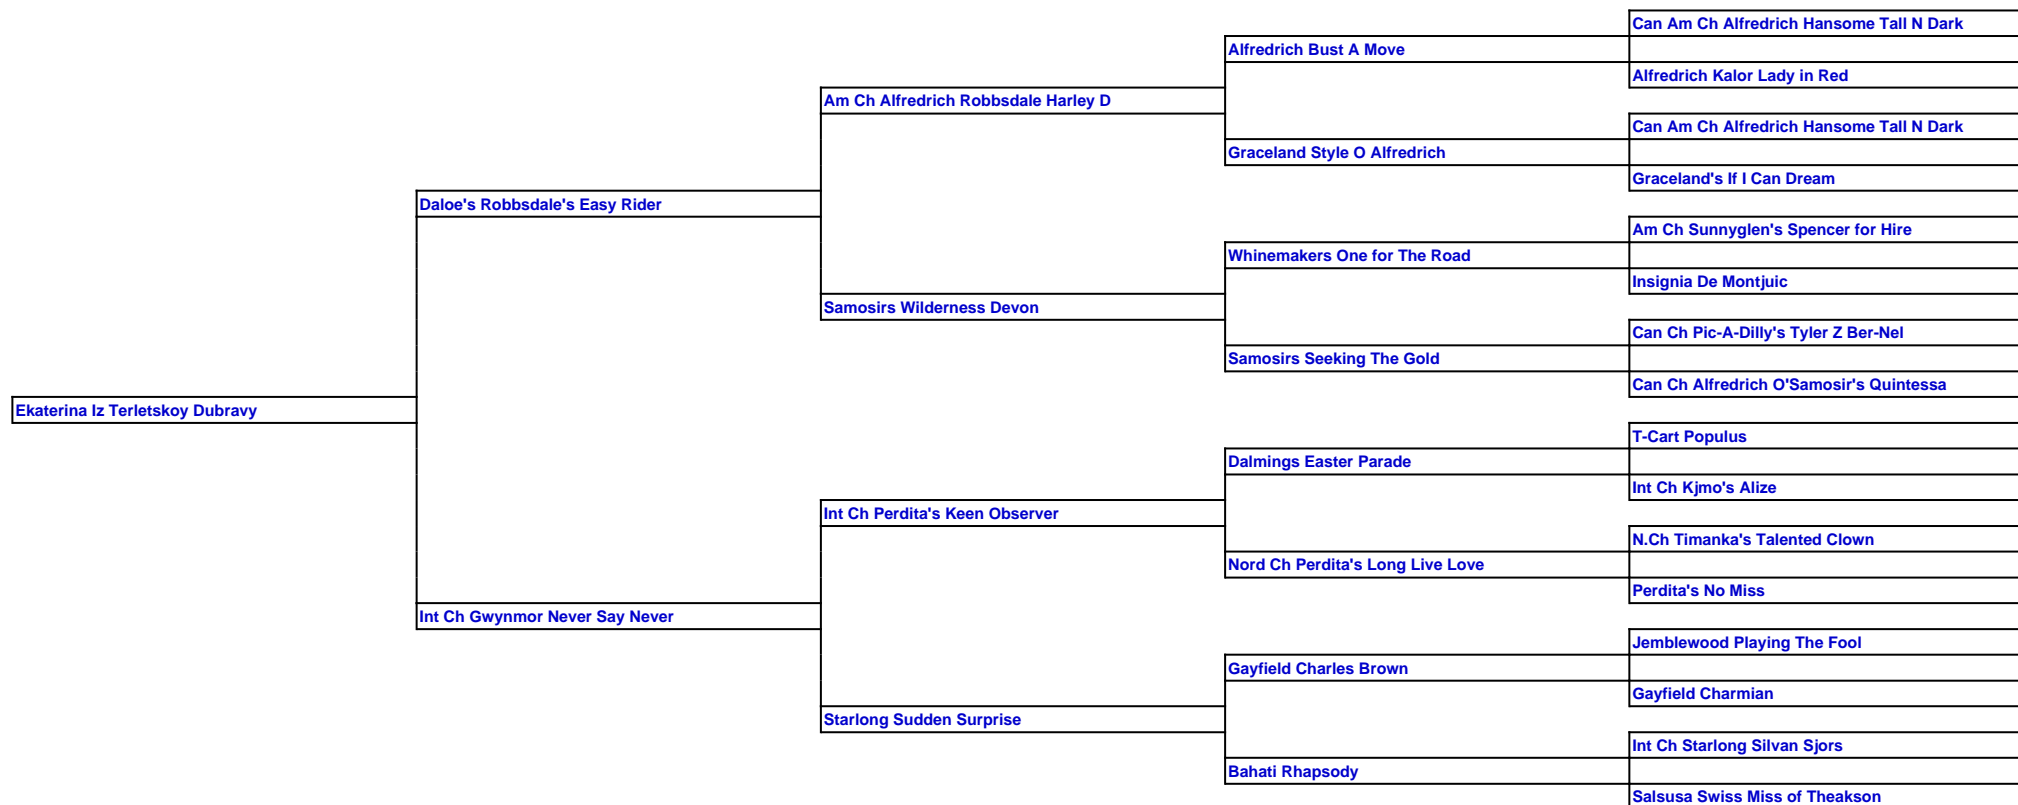 Can Am Ch Alfredrich Hansome Tall N Dark
Alfredrich Bust A Move
Alfredrich Kalor Lady in Red
Am Ch Alfredrich Robbsdale Harley D
Can Am Ch Alfredrich Hansome Tall N Dark
Graceland Style O Alfredrich
Graceland's If I Can Dream
Daloe's Robbsdale's Easy Rider
Am Ch Sunnyglen's Spencer for Hire
Whinemakers One for The Road
Insignia De Montjuic
Samosirs Wilderness Devon
Can Ch Pic-A-Dilly's Tyler Z Ber-Nel
Samosirs Seeking The Gold
Can Ch Alfredrich O'Samosir's Quintessa
Ekaterina Iz Terletskoy Dubravy
T-Cart Populus
Dalmings Easter Parade
Int Ch Kjmo's Alize
Int Ch Perdita's Keen Observer
N.Ch Timanka's Talented Clown
Nord Ch Perdita's Long Live Love
Perdita's No Miss
Int Ch Gwynmor Never Say Never
Jemblewood Playing The Fool
Gayfield Charles Brown
Gayfield Charmian
Starlong Sudden Surprise
Int Ch Starlong Silvan Sjors
Bahati Rhapsody
Salsusa Swiss Miss of Theakson